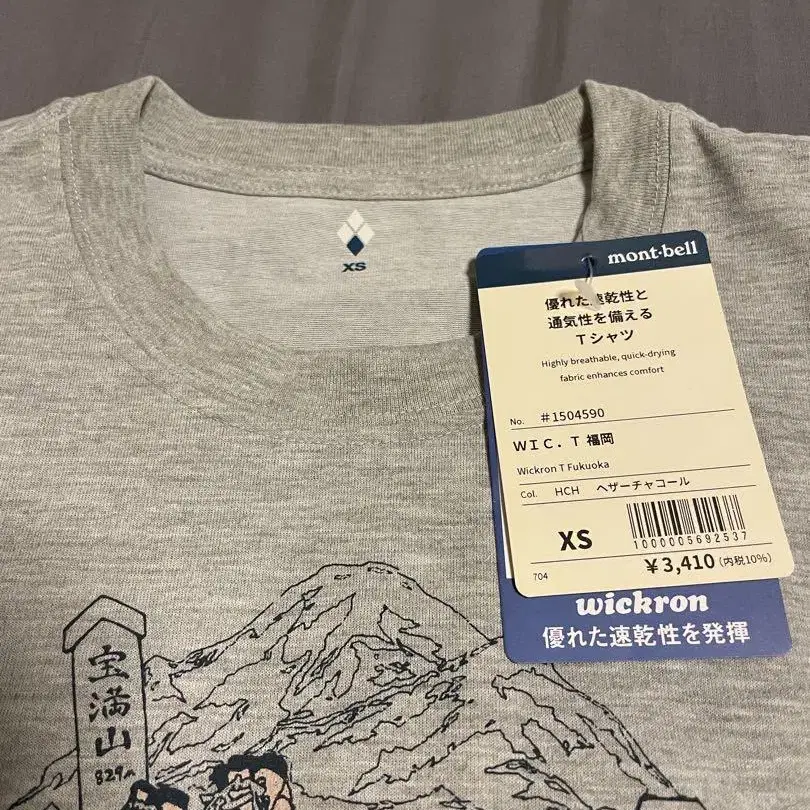 XS
mont·bell
優れた速乾性と
通気性を備える
Tシャツ
Highly breathable, quick-drying
fabric enhances comfort
No. #1504590
WIC.T 福岡
Wickron T Fukuoka
Col. HCH ヘザーチャコール
XS
1000005692537
704 ¥3,410(内税10%)
wickron
優れた速乾性を発揮
宝満山
829m